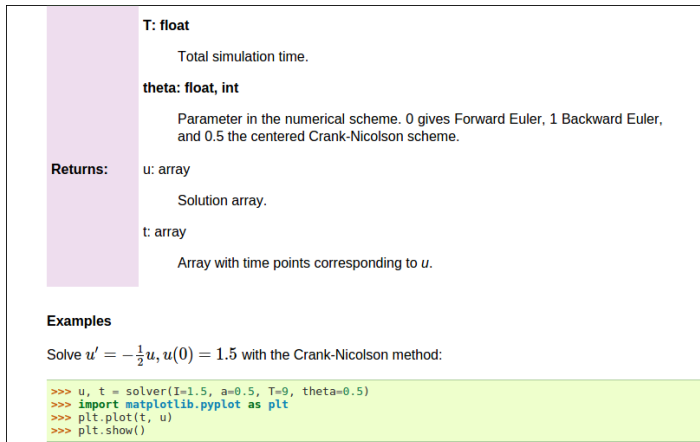 T: float
Total simulation time.
theta: float, int
Parameter in the numerical scheme. 0 gives Forward Euler, 1 Backward Euler,
and 0.5 the centered Crank-Nicolson scheme.
Returns: u: array
Solution array.
t: array
Array with time points corresponding to u.
Examples
Solve u′ = −½u, u(0) = 1.5 with the Crank-Nicolson method:
>>> u, t = solver(I=1.5, a=0.5, T=9, theta=0.5)
>>> import matplotlib.pyplot as plt
>>> plt.plot(t, u)
>>> plt.show()